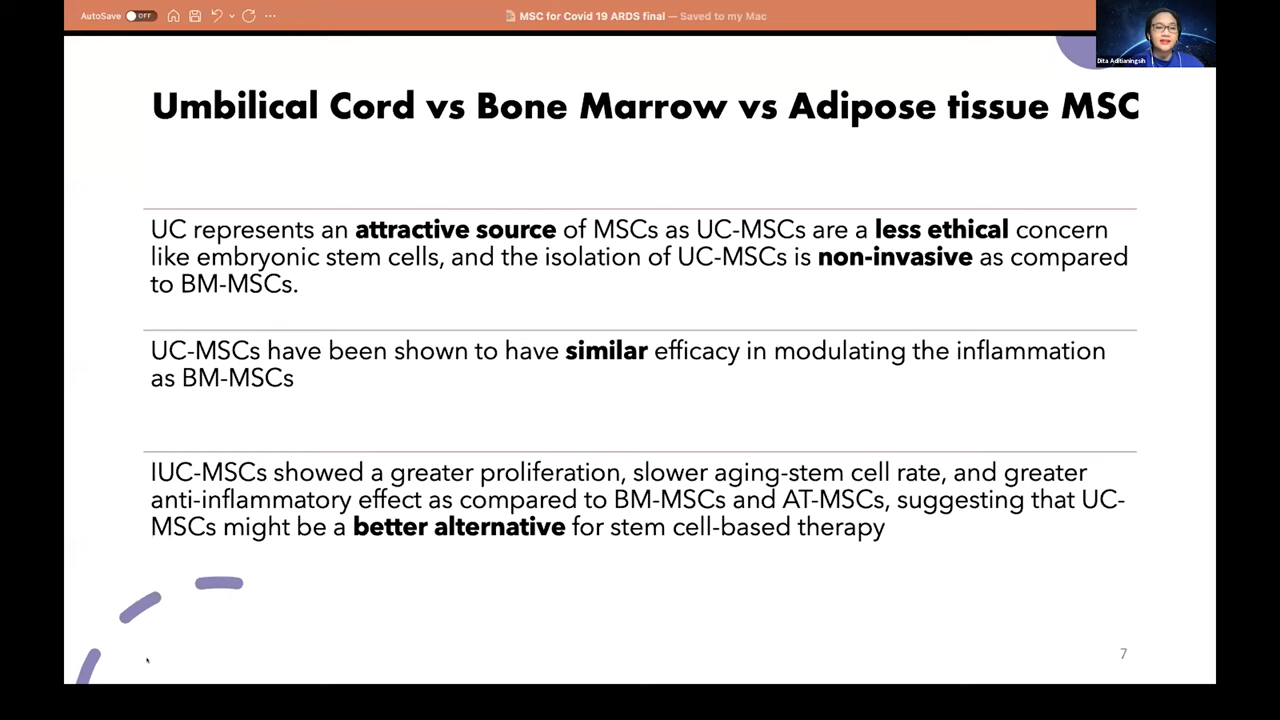 AutoSave OFF
MSC for Covid 19 ARDS final — Saved to my Mac
Dita Aditianingsih
Umbilical Cord vs Bone Marrow vs Adipose tissue MSC
UC represents an attractive source of MSCs as UC-MSCs are a less ethical concern
like embryonic stem cells, and the isolation of UC-MSCs is non-invasive as compared
to BM-MSCs.
UC-MSCs have been shown to have similar efficacy in modulating the inflammation
as BM-MSCs
IUC-MSCs showed a greater proliferation, slower aging-stem cell rate, and greater
anti-inflammatory effect as compared to BM-MSCs and AT-MSCs, suggesting that UC-
MSCs might be a better alternative for stem cell-based therapy
7